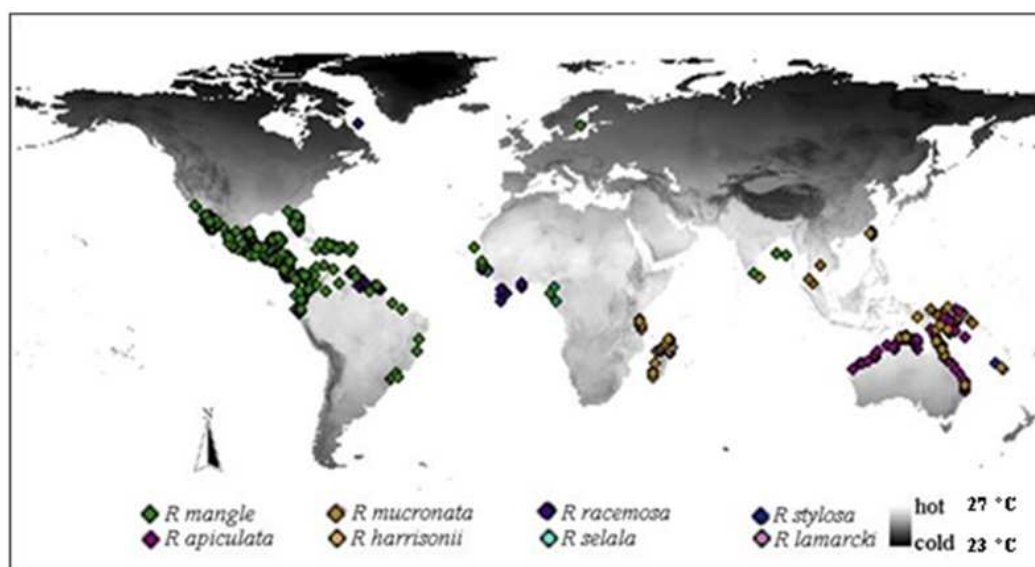 N
R mangle R mucronata R racemosa R stylosa hot 27 °C
R apiculata R harrisonii R selala R lamarcki cold 23 °C